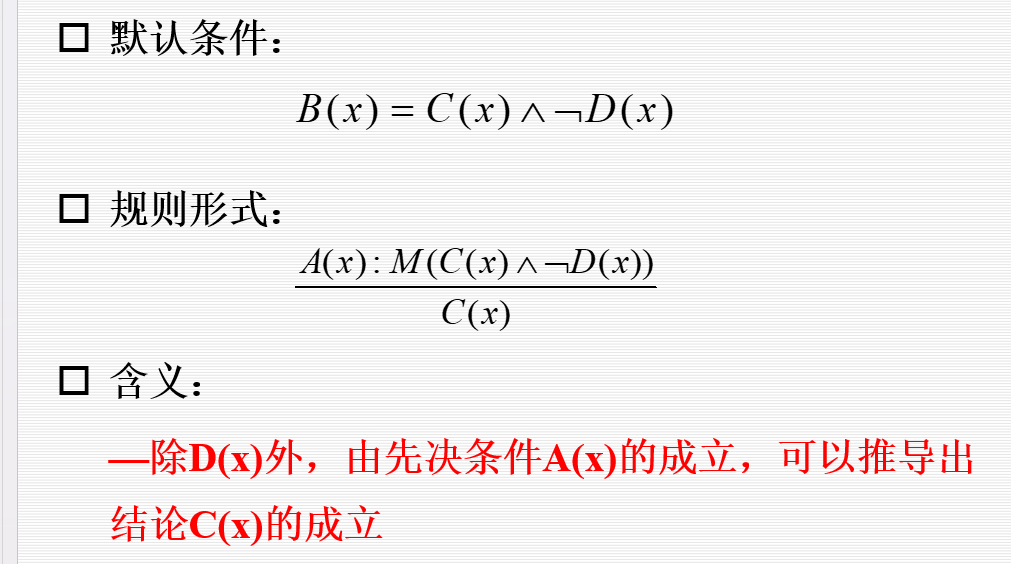 □ 默认条件：
B(x) = C(x) ∧ ¬D(x)
□ 规则形式：
A(x) : M(C(x) ∧ ¬D(x))
C(x)
□ 含义：
—除D(x)外，由先决条件A(x)的成立，可以推导出
结论C(x)的成立